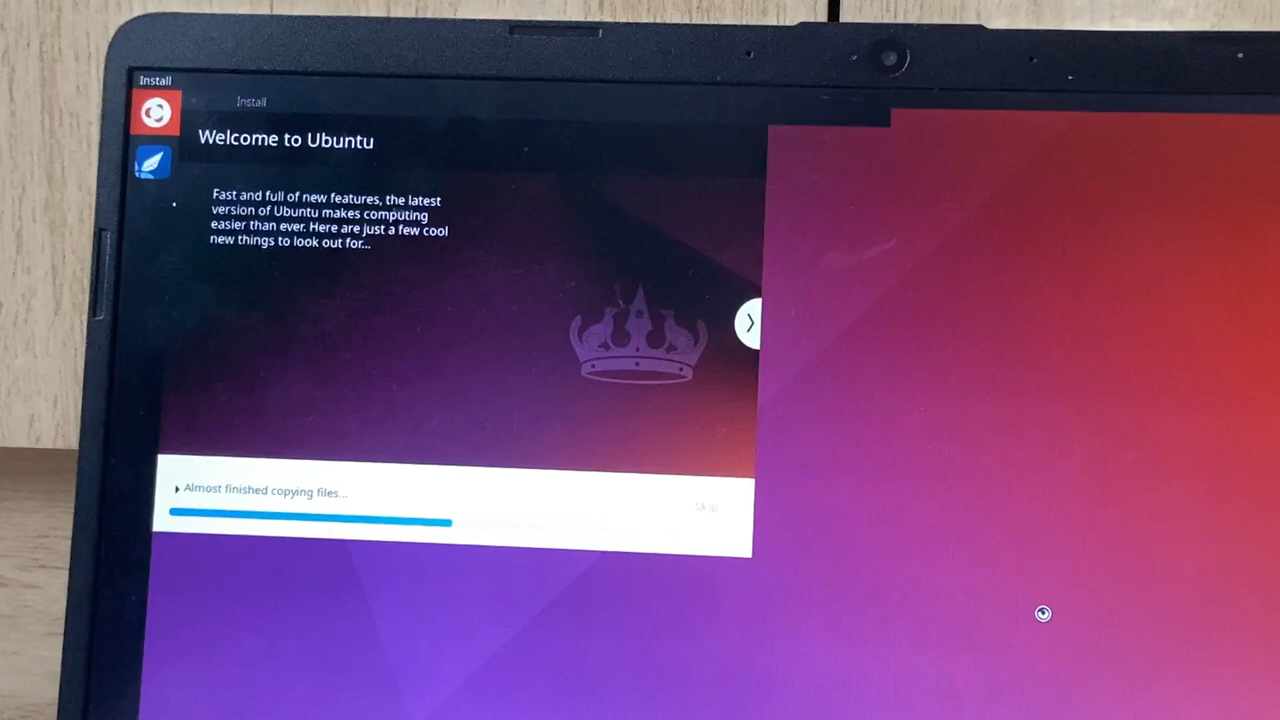 Install
Install
Welcome to Ubuntu
Fast and full of new features, the latest
version of Ubuntu makes computing
easier than ever. Here are just a few cool
new things to look out for...
Almost finished copying files...
Skip